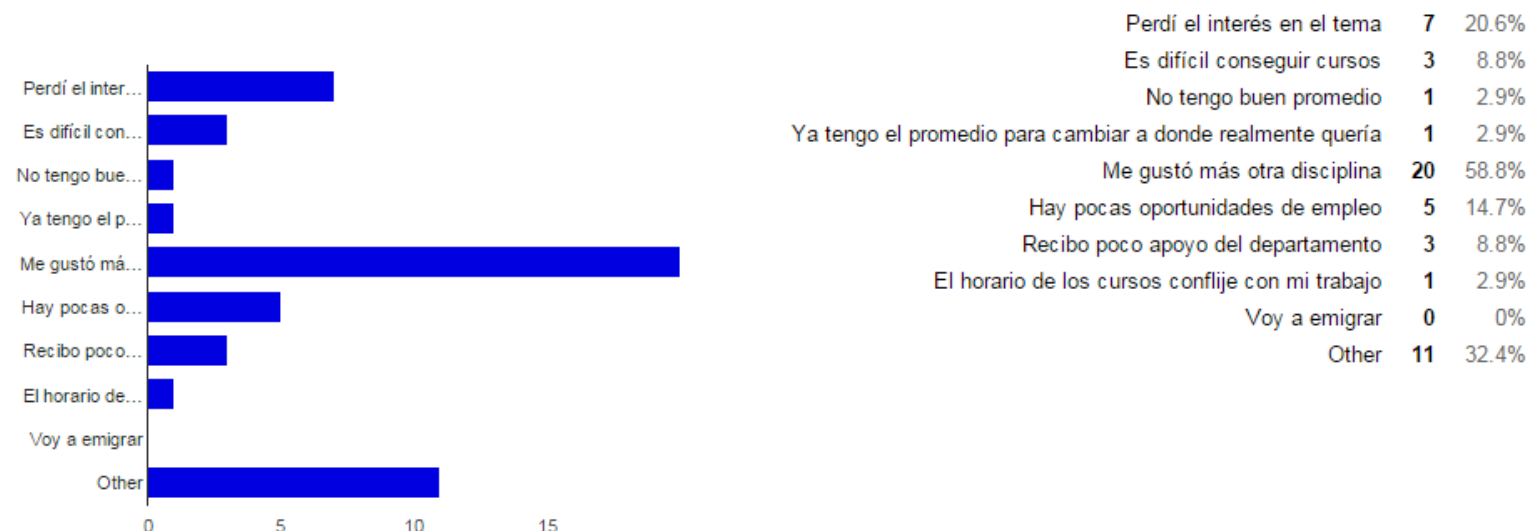 Perdí el inter...
Es difícil con...
No tengo bue...
Ya tengo el p...
Me gustó má...
Hay pocas o...
Recibo poco...
El horario de...
Voy a emigrar
Other
0 5 10 15
Perdí el interés en el tema 7 20.6%
Es difícil conseguir cursos 3 8.8%
No tengo buen promedio 1 2.9%
Ya tengo el promedio para cambiar a donde realmente quería 1 2.9%
Me gustó más otra disciplina 20 58.8%
Hay pocas oportunidades de empleo 5 14.7%
Recibo poco apoyo del departamento 3 8.8%
El horario de los cursos conflije con mi trabajo 1 2.9%
Voy a emigrar 0 0%
Other 11 32.4%